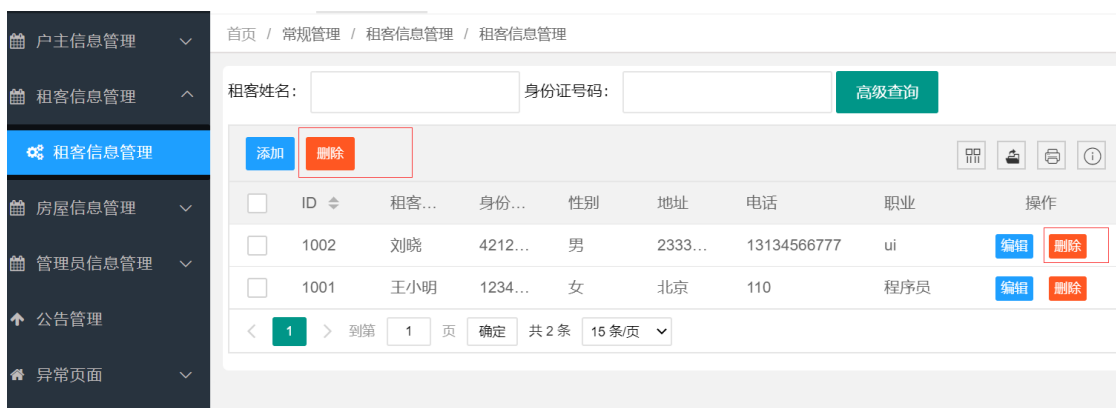 首页 / 常规管理 / 租客信息管理 / 租客信息管理
户主信息管理
租客信息管理
租客信息管理
房屋信息管理
管理员信息管理
公告管理
异常页面
租客姓名: 身份证号码: 高级查询
添加 删除
ID 租客... 身份... 性别 地址 电话 职业 操作
1002 刘晓 4212... 男 2333... 13134566777 ui 编辑 删除
1001 王小明 1234... 女 北京 110 程序员 编辑 删除
1 到第 1 页 确定 共 2 条 15 条/页